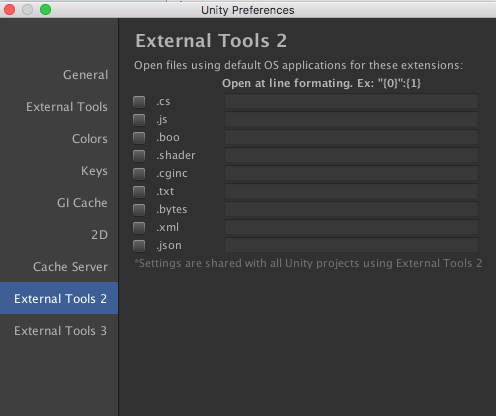 Unity Preferences
General
External Tools
Colors
Keys
GI Cache
2D
Cache Server
External Tools 2
External Tools 3
External Tools 2
Open files using default OS applications for these extensions:
Open at line formating. Ex: "{0}":{1}
.cs
.js
.boo
.shader
.cginc
.txt
.bytes
.xml
.json
*Settings are shared with all Unity projects using External Tools 2